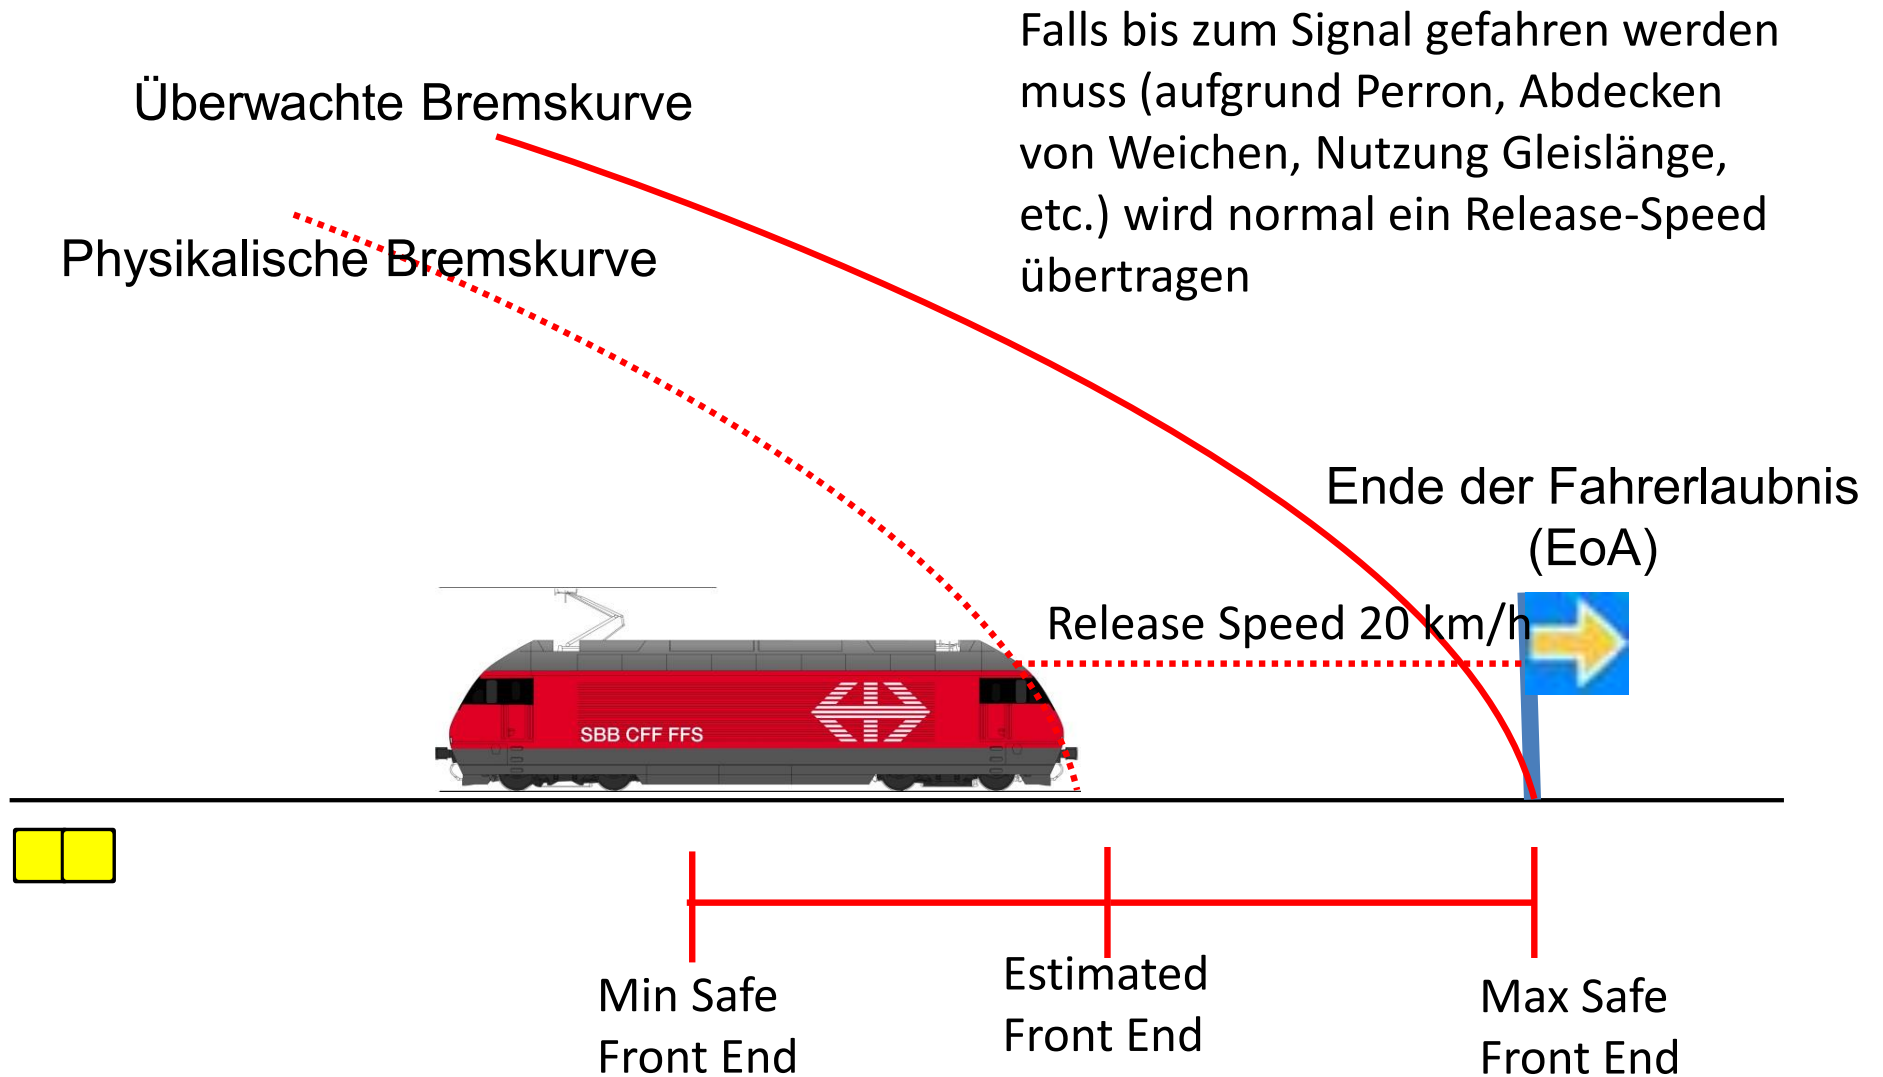 Falls bis zum Signal gefahren werden
muss (aufgrund Perron, Abdecken
von Weichen, Nutzung Gleislänge,
etc.) wird normal ein Release-Speed
übertragen
Überwachte Bremskurve
Physikalische Bremskurve
Ende der Fahrerlaubnis
(EoA)
Release Speed 20 km/h
SBB CFF FFS
Min Safe
Front End
Estimated
Front End
Max Safe
Front End